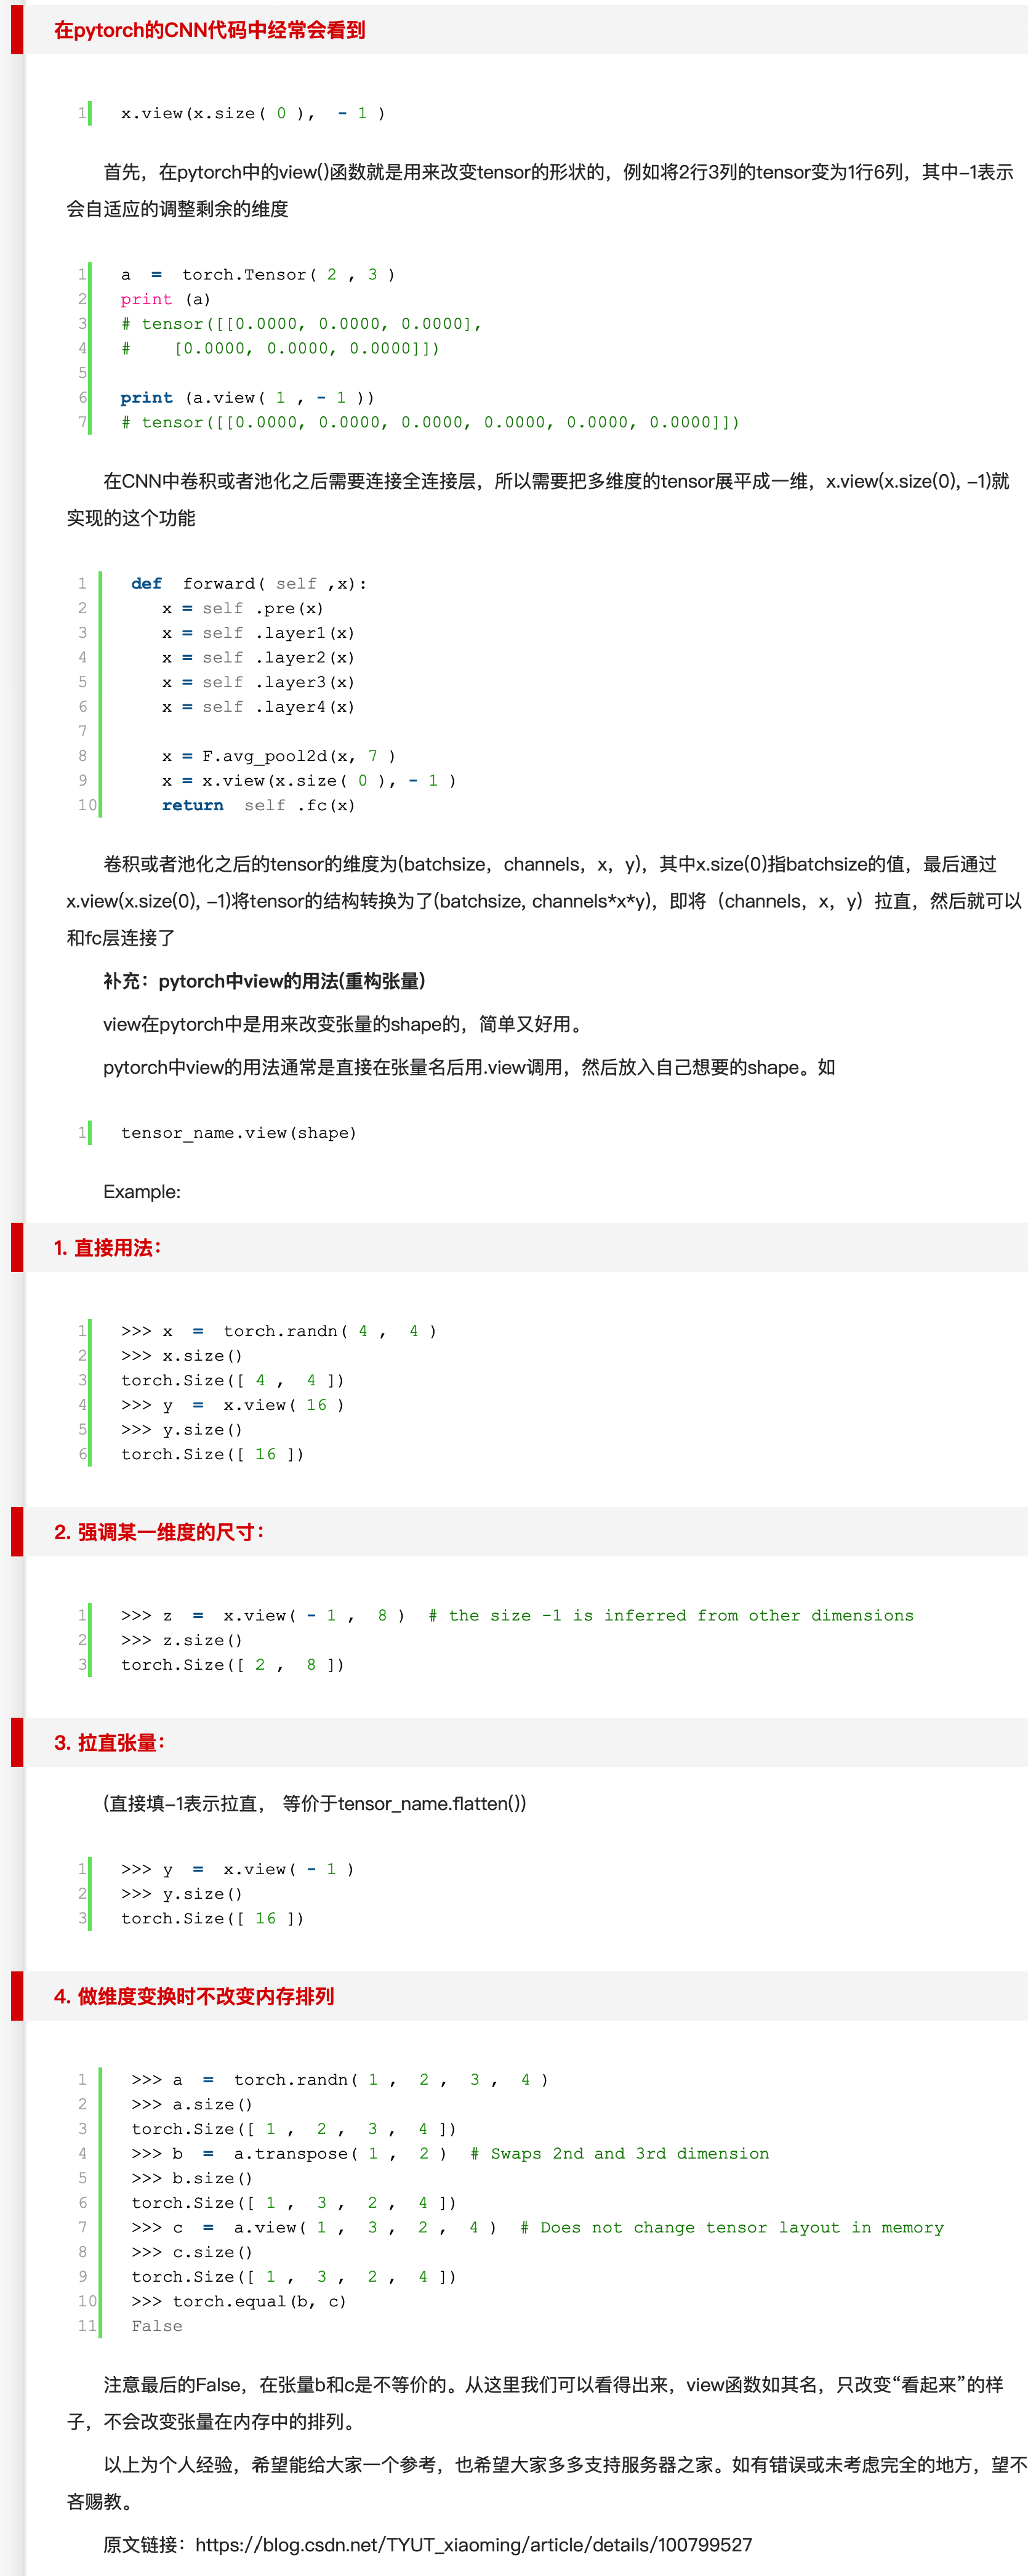 在pytorch的CNN代码中经常会看到
1 x.view(x.size( 0 ), - 1 )
首先，在pytorch中的view()函数就是用来改变tensor的形状的，例如将2行3列的tensor变为1行6列，其中-1表示
会自适应的调整剩余的维度
1 a = torch.Tensor( 2 , 3 )
2 print (a)
3 # tensor([[0.0000, 0.0000, 0.0000],
4 #    [0.0000, 0.0000, 0.0000]])
5
6 print (a.view( 1 , - 1 ))
7 # tensor([[0.0000, 0.0000, 0.0000, 0.0000, 0.0000, 0.0000]])
在CNN中卷积或者池化之后需要连接全连接层，所以需要把多维度的tensor展平成一维，x.view(x.size(0), -1)就
实现的这个功能
1 def forward( self ,x):
2    x = self .pre(x)
3    x = self .layer1(x)
4    x = self .layer2(x)
5    x = self .layer3(x)
6    x = self .layer4(x)
7
8    x = F.avg_pool2d(x, 7 )
9    x = x.view(x.size( 0 ), - 1 )
10    return self .fc(x)
卷积或者池化之后的tensor的维度为(batchsize，channels，x，y)，其中x.size(0)指batchsize的值，最后通过
x.view(x.size(0), -1)将tensor的结构转换为了(batchsize, channels*x*y)，即将（channels，x，y）拉直，然后就可以
和fc层连接了
补充：pytorch中view的用法(重构张量)
view在pytorch中是用来改变张量的shape的，简单又好用。
pytorch中view的用法通常是直接在张量名后用.view调用，然后放入自己想要的shape。如
1 tensor_name.view(shape)
Example:
1. 直接用法：
1 >>> x = torch.randn( 4 , 4 )
2 >>> x.size()
3 torch.Size([ 4 , 4 ])
4 >>> y = x.view( 16 )
5 >>> y.size()
6 torch.Size([ 16 ])
2. 强调某一维度的尺寸：
1 >>> z = x.view( - 1 , 8 ) # the size -1 is inferred from other dimensions
2 >>> z.size()
3 torch.Size([ 2 , 8 ])
3. 拉直张量：
(直接填-1表示拉直， 等价于tensor_name.flatten())
1 >>> y = x.view( - 1 )
2 >>> y.size()
3 torch.Size([ 16 ])
4. 做维度变换时不改变内存排列
1 >>> a = torch.randn( 1 , 2 , 3 , 4 )
2 >>> a.size()
3 torch.Size([ 1 , 2 , 3 , 4 ])
4 >>> b = a.transpose( 1 , 2 ) # Swaps 2nd and 3rd dimension
5 >>> b.size()
6 torch.Size([ 1 , 3 , 2 , 4 ])
7 >>> c = a.view( 1 , 3 , 2 , 4 ) # Does not change tensor layout in memory
8 >>> c.size()
9 torch.Size([ 1 , 3 , 2 , 4 ])
10 >>> torch.equal(b, c)
11 False
注意最后的False，在张量b和c是不等价的。从这里我们可以看得出来，view函数如其名，只改变“看起来”的样
子，不会改变张量在内存中的排列。
以上为个人经验，希望能给大家一个参考，也希望大家多多支持服务器之家。如有错误或未考虑完全的地方，望不
吝赐教。
原文链接：https://blog.csdn.net/TYUT_xiaoming/article/details/100799527